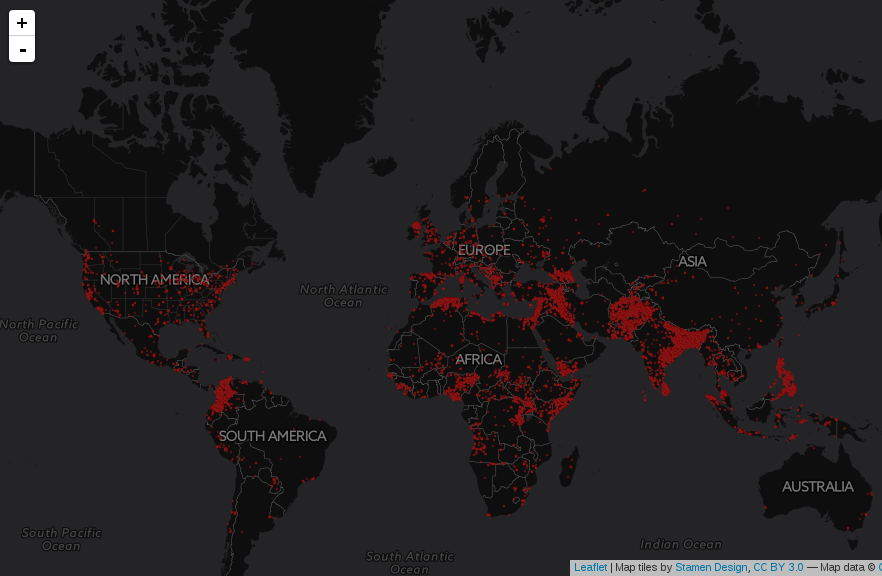 +
-
NORTH AMERICA
EUROPE
ASIA
North Atlantic
Ocean
North Pacific
Ocean
AFRICA
SOUTH AMERICA
AUSTRALIA
South Pacific
Ocean
Indian Ocean
South Atlantic
Ocean
Leaflet | Map tiles by Stamen Design, CC BY 3.0 — Map data ©